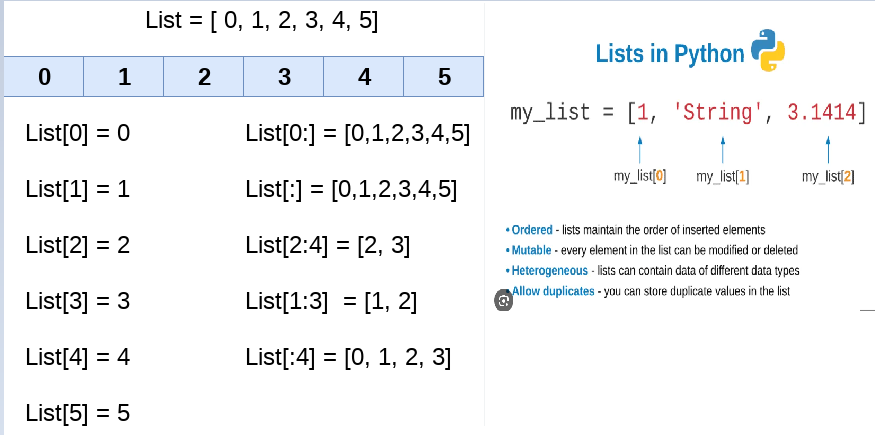 List = [ 0, 1, 2, 3, 4, 5]
0 1 2 3 4 5
List[0] = 0 List[0:] = [0,1,2,3,4,5]
List[1] = 1 List[:] = [0,1,2,3,4,5]
List[2] = 2 List[2:4] = [2, 3]
List[3] = 3 List[1:3] = [1, 2]
List[4] = 4 List[:4] = [0, 1, 2, 3]
List[5] = 5
Lists in Python
my_list = [1, 'String', 3.1414]
my_list[0] my_list[1] my_list[2]
• Ordered - lists maintain the order of inserted elements
• Mutable - every element in the list can be modified or deleted
• Heterogeneous - lists can contain data of different data types
• Allow duplicates - you can store duplicate values in the list